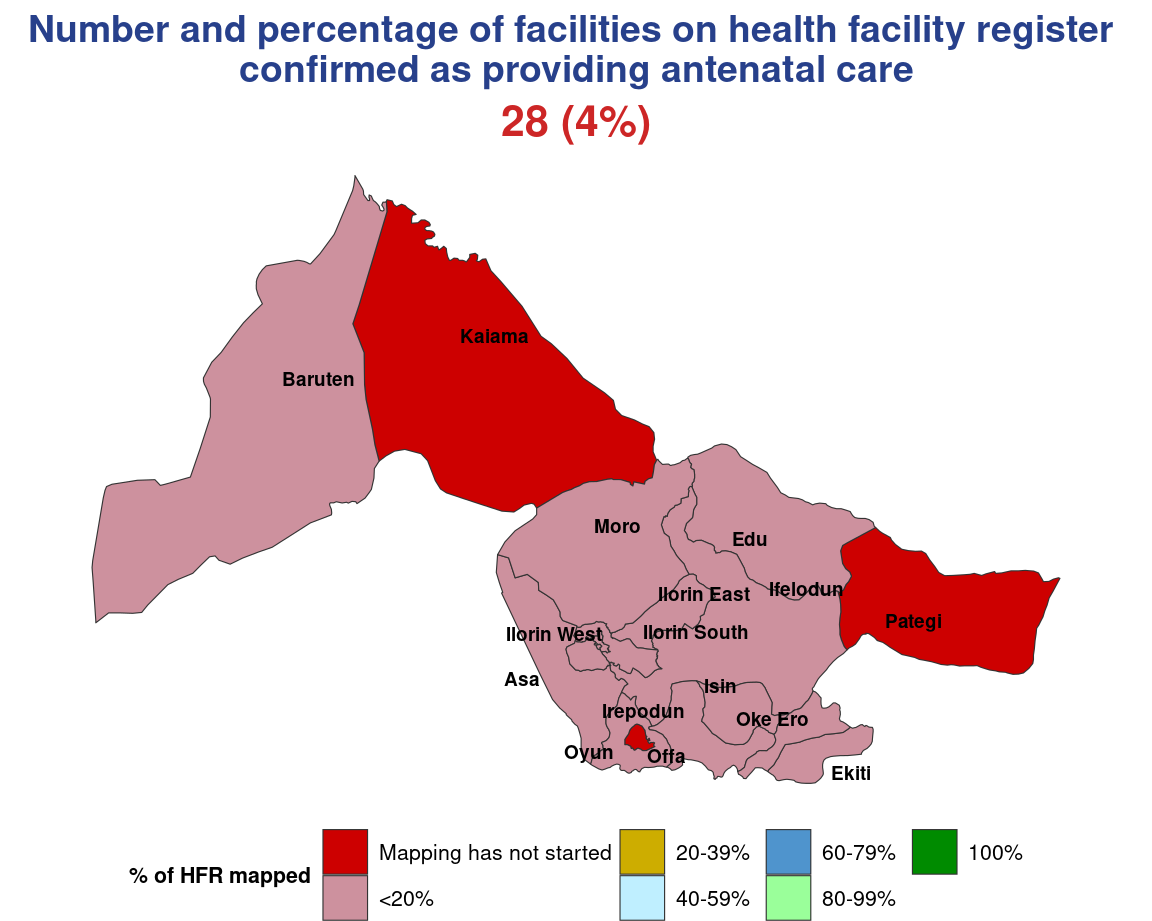 Number and percentage of facilities on health facility register
confirmed as providing antenatal care
28 (4%)
Kaiama
Baruten
Moro
Edu
Ifelodun
Ilorin East
Pategi
Ilorin West
Ilorin South
Asa
Isin
Irepodun
Oke Ero
Oyun
Offa
Ekiti
% of HFR mapped
Mapping has not started
20-39%
60-79%
100%
<20%
40-59%
80-99%